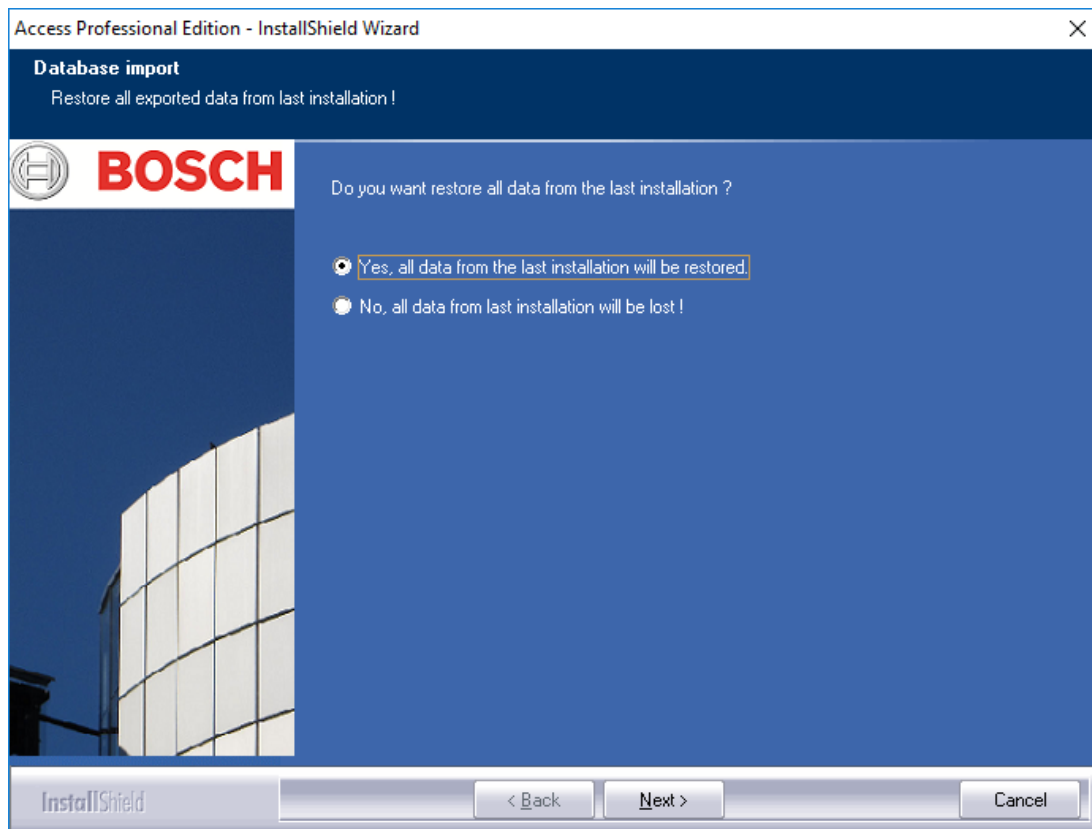 Access Professional Edition - InstallShield Wizard
Database import
Restore all exported data from last installation !
BOSCH
Do you want restore all data from the last installation ?
Yes, all data from the last installation will be restored.
No, all data from last installation will be lost !
InstallShield
< Back
Next >
Cancel